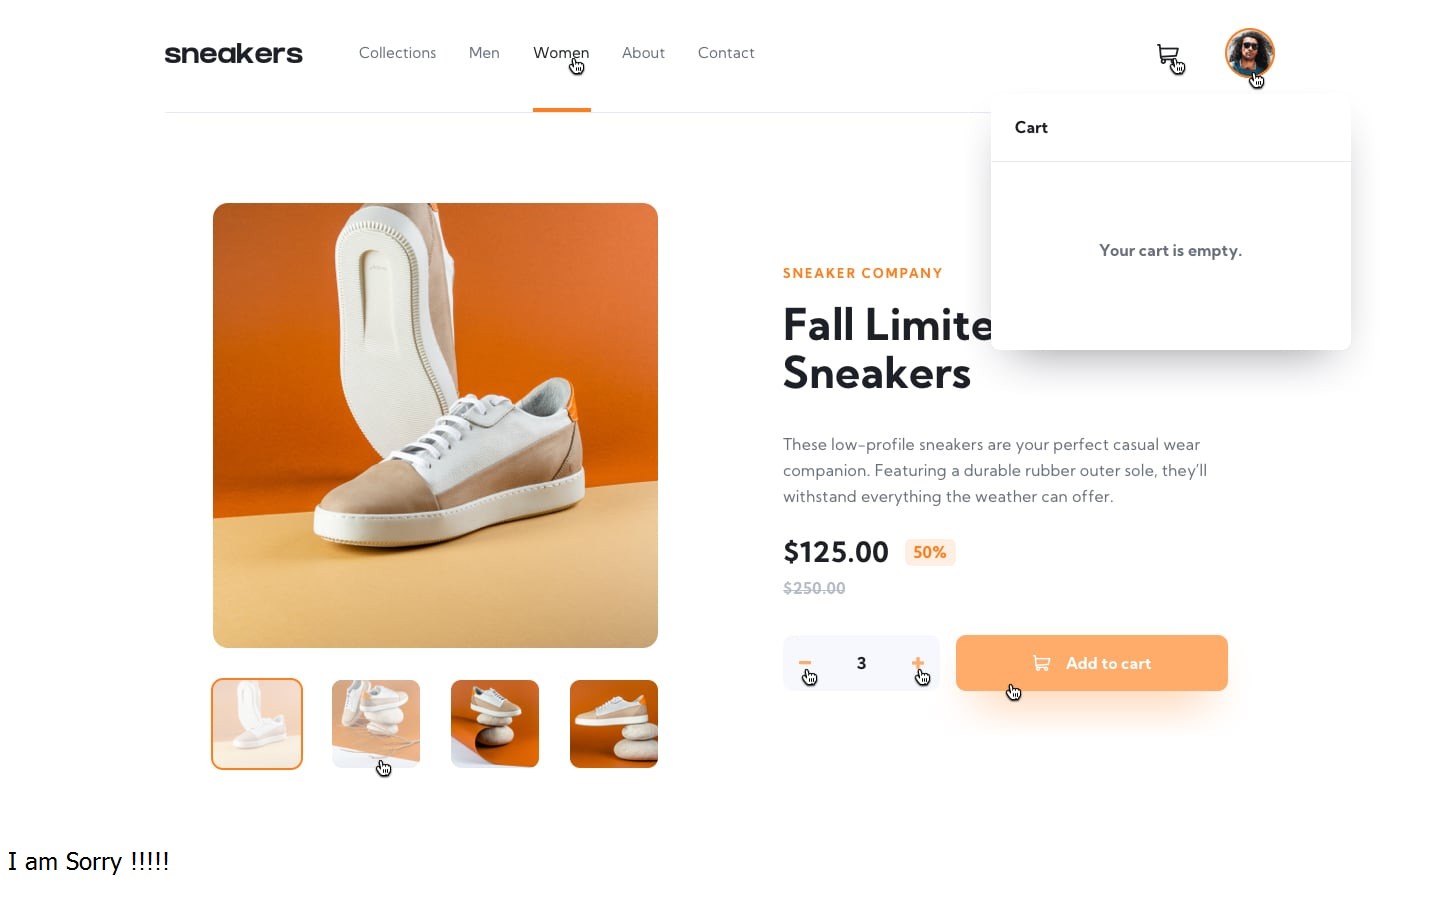 sneakers
Collections Men Women About Contact
Cart
Your cart is empty.
SNEAKER COMPANY
Fall Limite
Sneakers
These low-profile sneakers are your perfect casual wear
companion. Featuring a durable rubber outer sole, they’ll
withstand everything the weather can offer.
$125.00 50%
$250.00
3 Add to cart
I am Sorry !!!!!